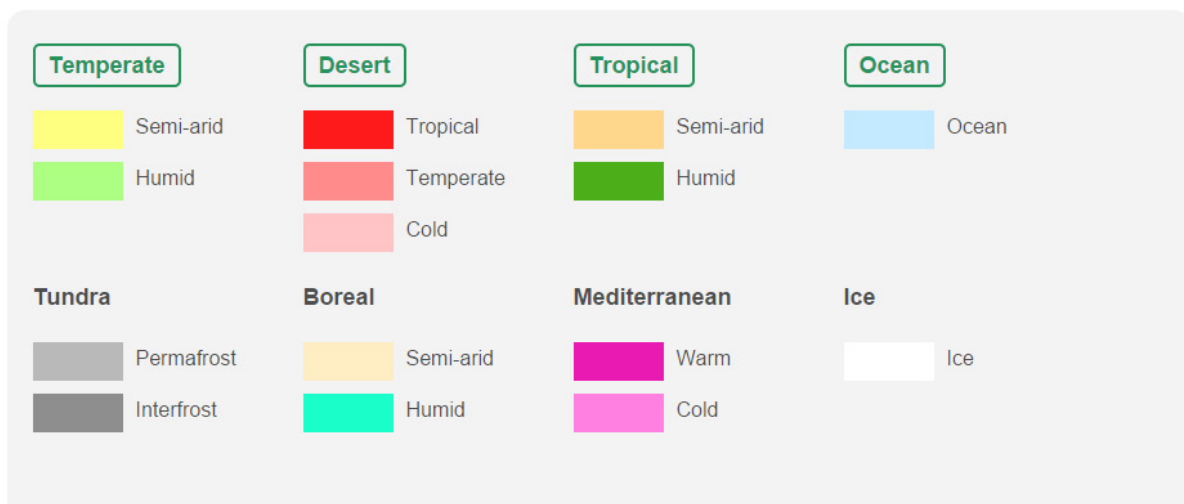 Temperate Desert Tropical Ocean
Semi-arid Tropical Semi-arid Ocean
Humid Temperate Humid
Cold
Tundra Boreal Mediterranean Ice
Permafrost Semi-arid Warm Ice
Interfrost Humid Cold